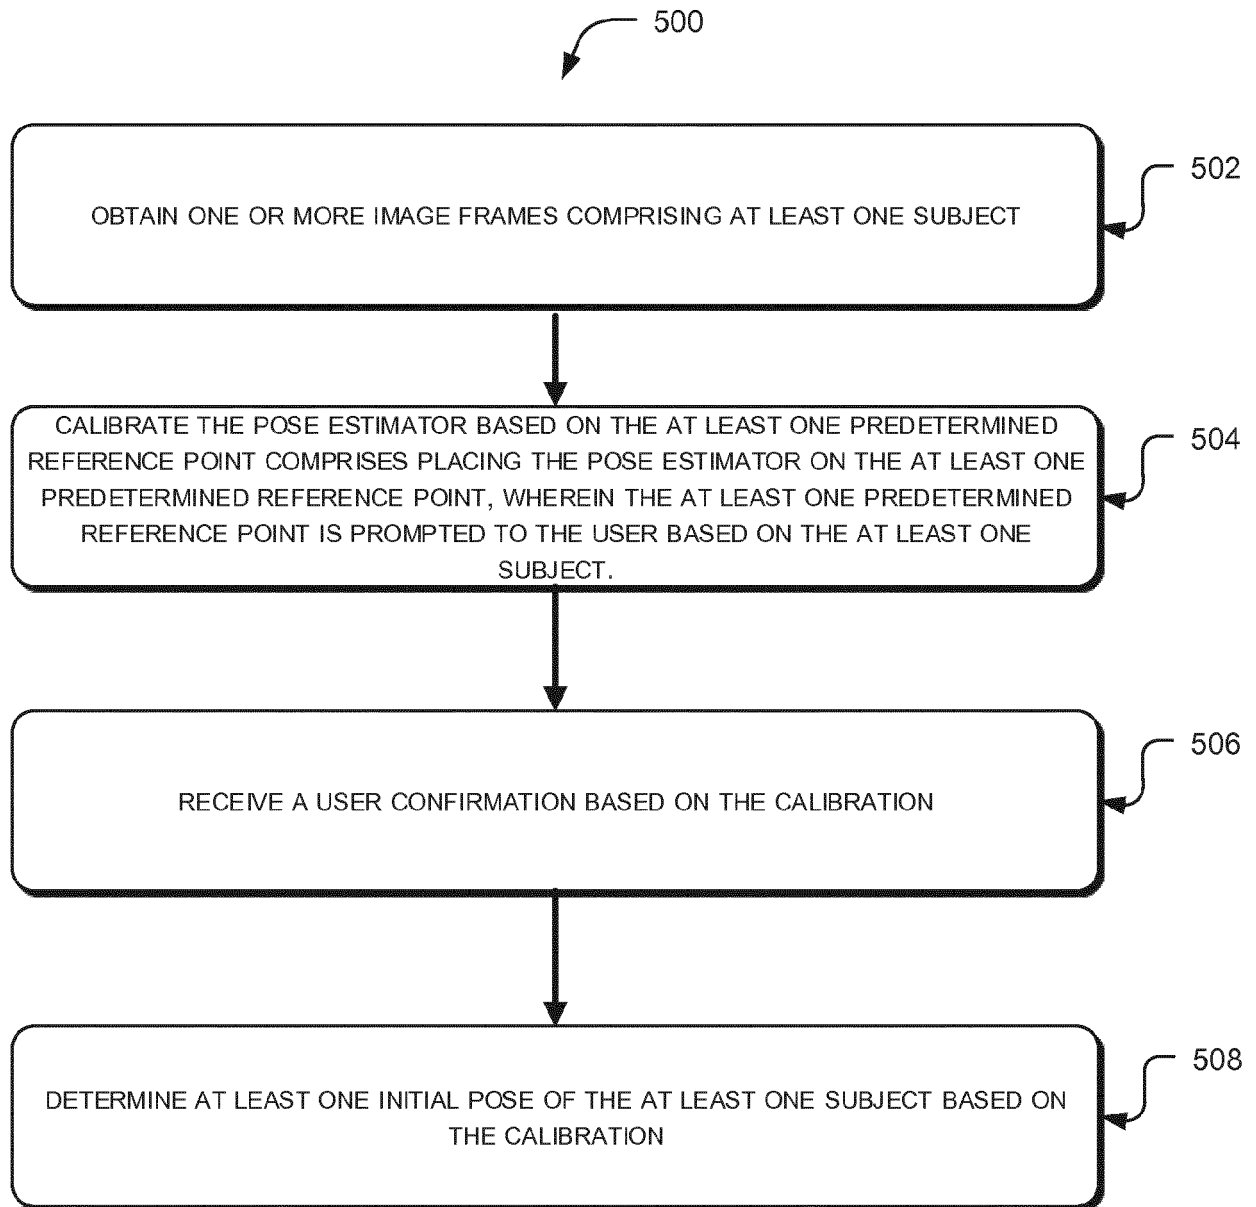 500
502
OBTAIN ONE OR MORE IMAGE FRAMES COMPRISING AT LEAST ONE SUBJECT
504
CALIBRATE THE POSE ESTIMATOR BASED ON THE AT LEAST ONE PREDETERMINED
REFERENCE POINT COMPRISES PLACING THE POSE ESTIMATOR ON THE AT LEAST ONE
PREDETERMINED REFERENCE POINT, WHEREIN THE AT LEAST ONE PREDETERMINED
REFERENCE POINT IS PROMPTED TO THE USER BASED ON THE AT LEAST ONE
SUBJECT.
506
RECEIVE A USER CONFIRMATION BASED ON THE CALIBRATION
508
DETERMINE AT LEAST ONE INITIAL POSE OF THE AT LEAST ONE SUBJECT BASED ON
THE CALIBRATION